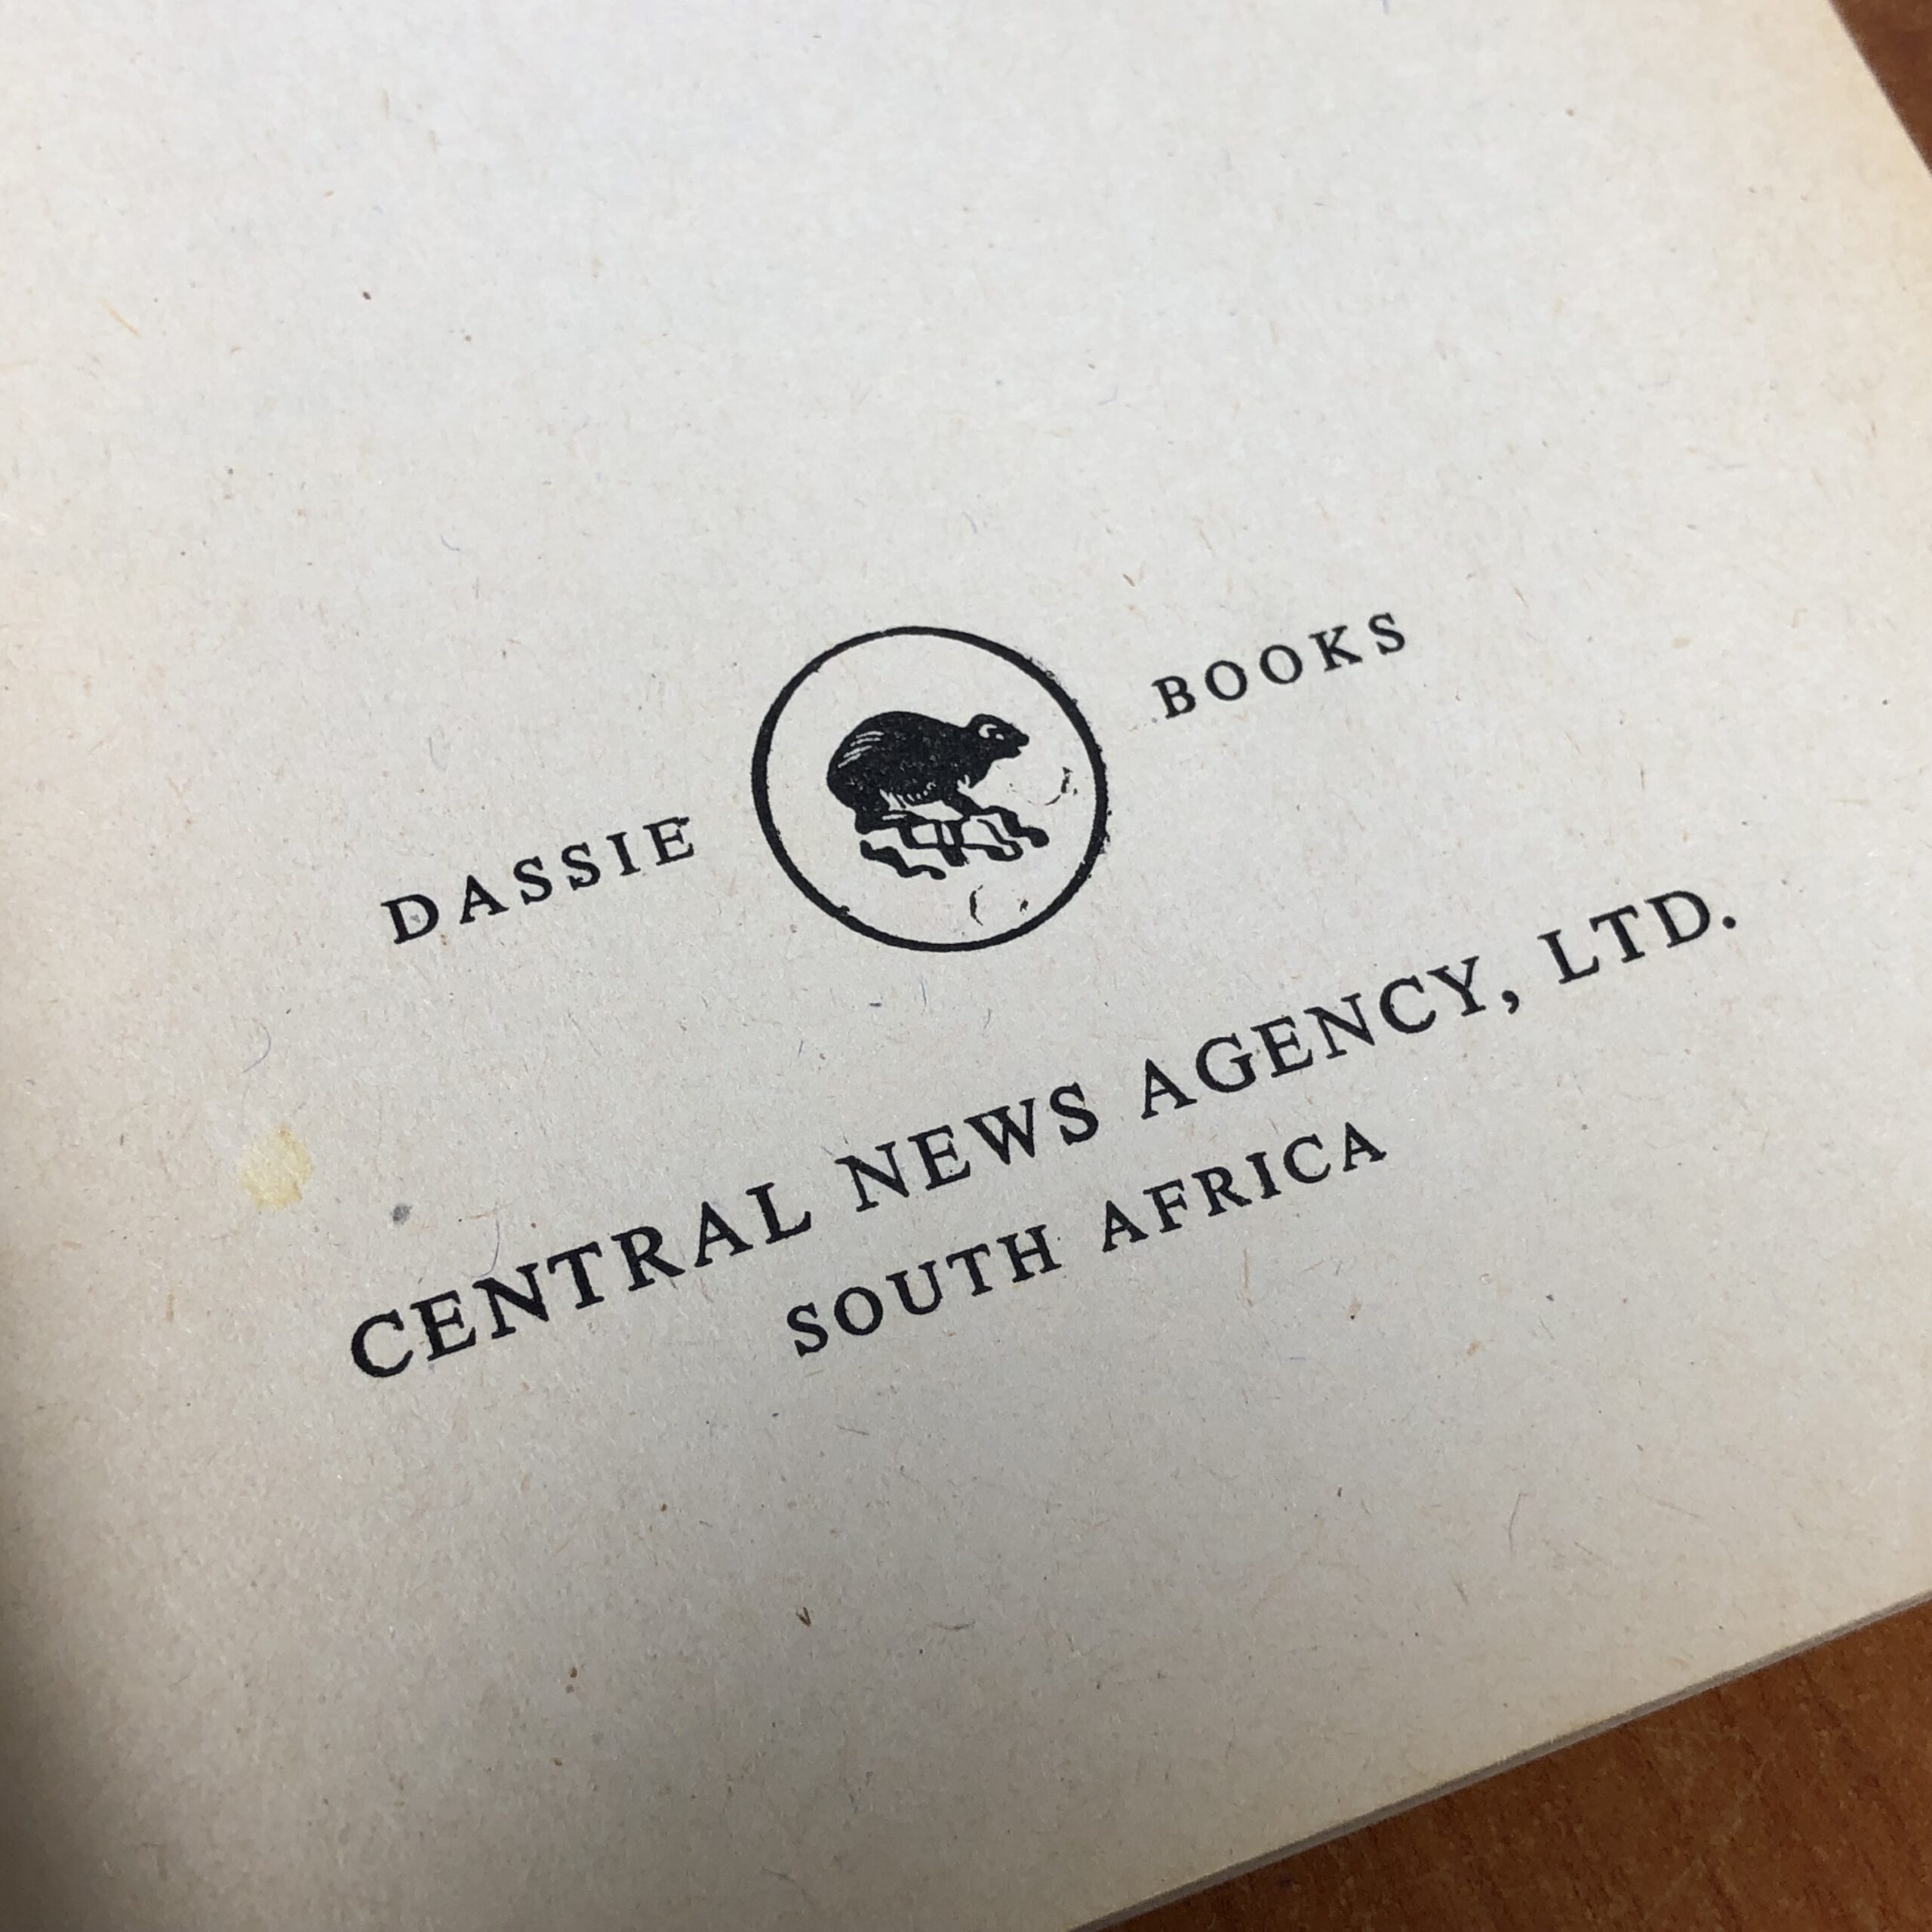 DASSIE BOOKS
CENTRAL NEWS AGENCY, LTD.
SOUTH AFRICA